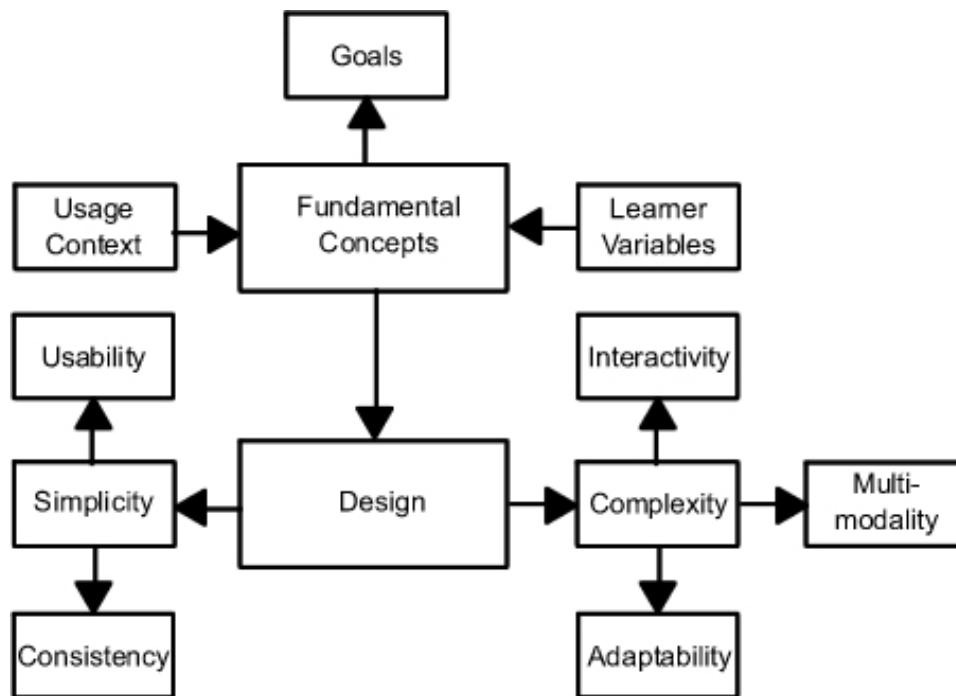 Goals
Usage
Context
Fundamental
Concepts
Learner
Variables
Usability
Interactivity
Simplicity
Design
Complexity
Multi-
modality
Consistency
Adaptability